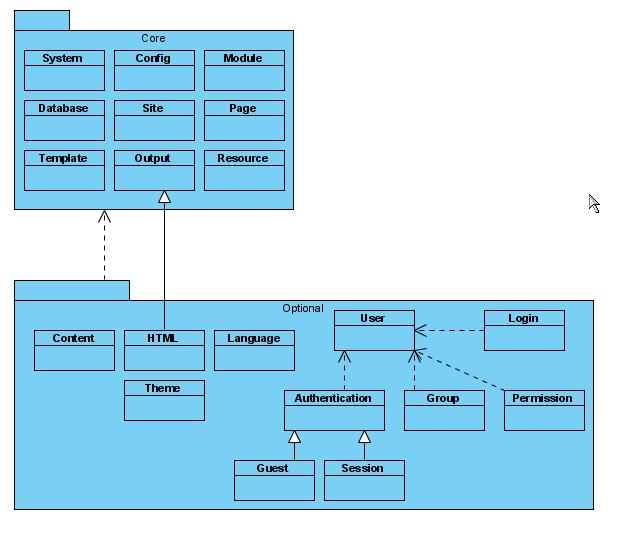 Core
System Config Module
Database Site Page
Template Output Resource
Optional
User Login
Content HTML Language
Theme
Authentication Group Permission
Guest Session